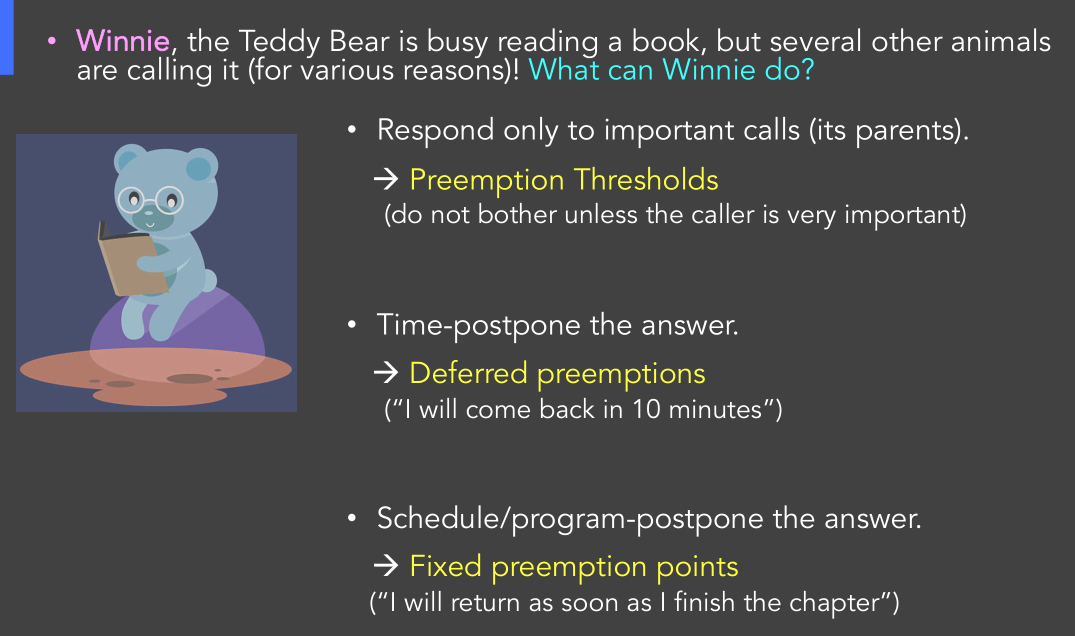 • Winnie, the Teddy Bear is busy reading a book, but several other animals
are calling it (for various reasons)! What can Winnie do?
• Respond only to important calls (its parents).
→ Preemption Thresholds
(do not bother unless the caller is very important)
• Time-postpone the answer.
→ Deferred preemptions
(“I will come back in 10 minutes”)
• Schedule/program-postpone the answer.
→ Fixed preemption points
(“I will return as soon as I finish the chapter”)